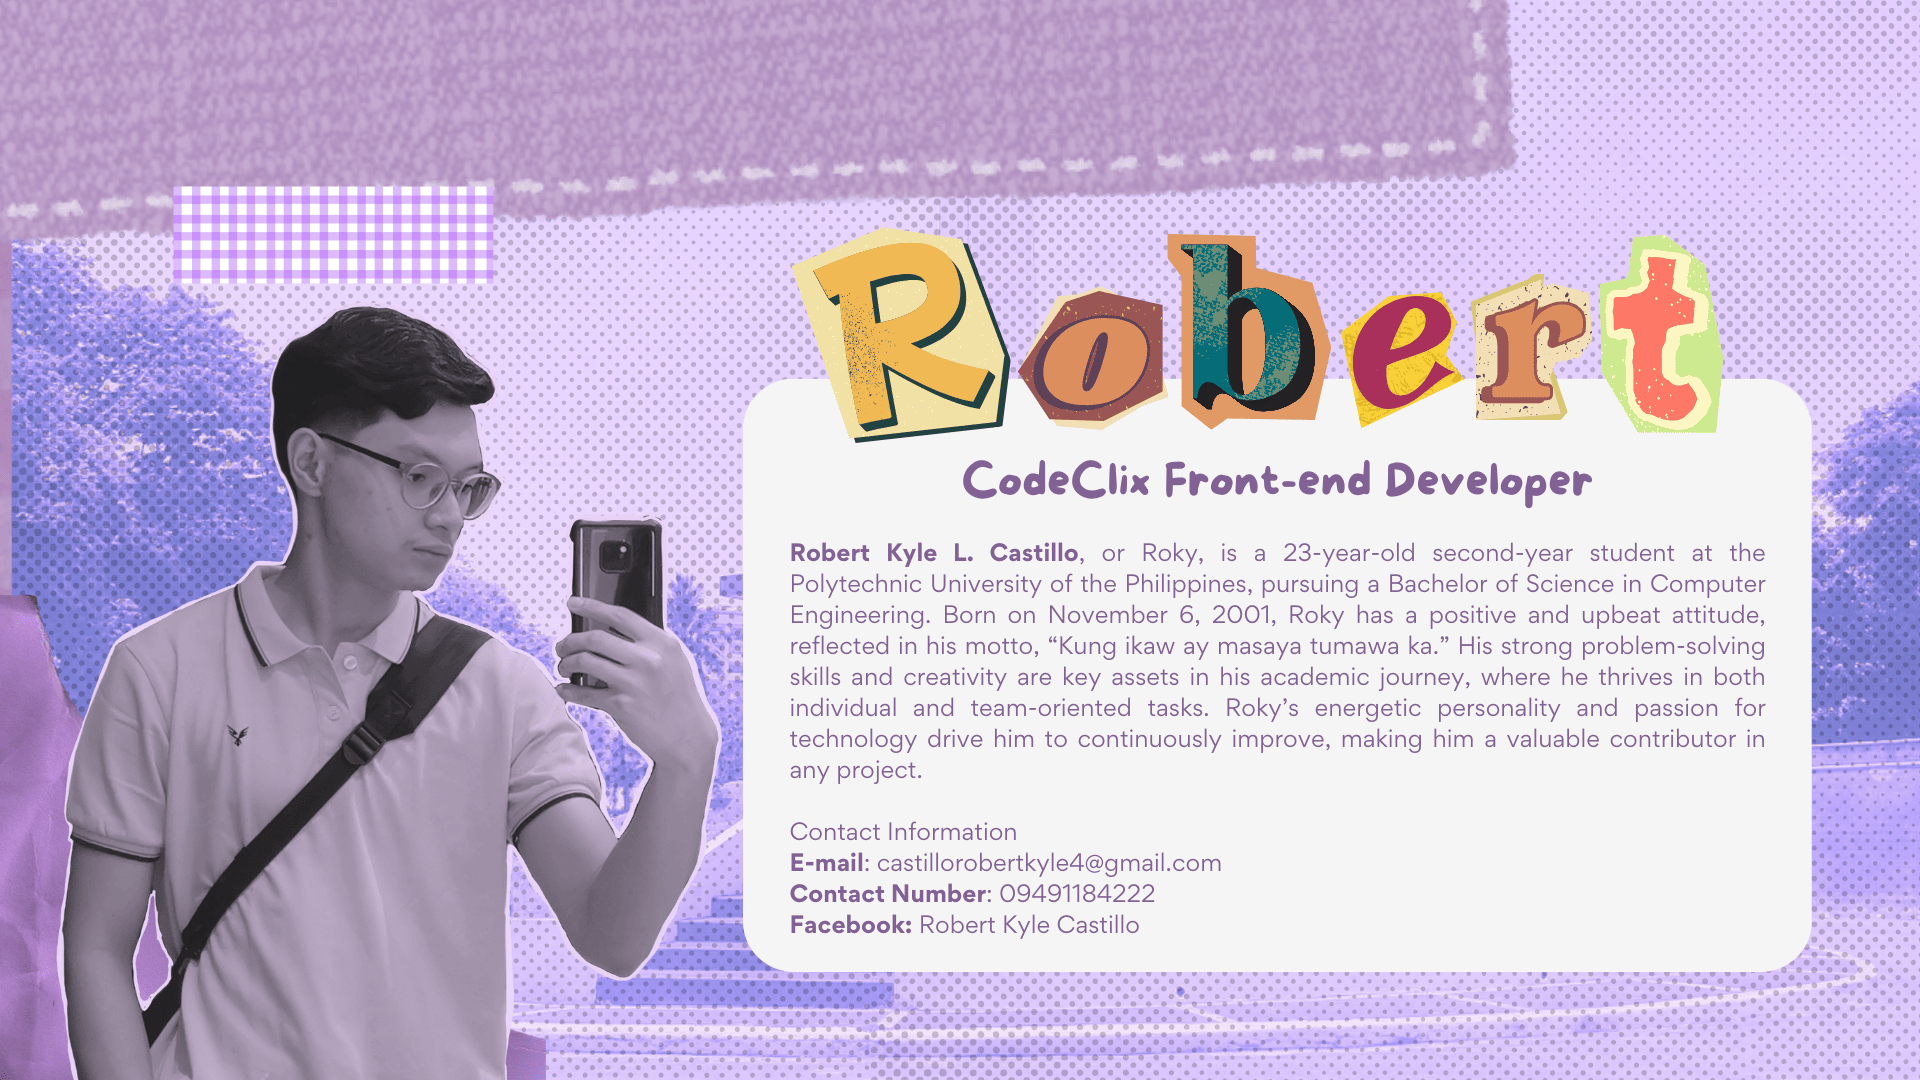 Robert
CodeClix Front-end Developer
Robert Kyle L. Castillo, or Roky, is a 23-year-old second-year student at the
Polytechnic University of the Philippines, pursuing a Bachelor of Science in Computer
Engineering. Born on November 6, 2001, Roky has a positive and upbeat attitude,
reflected in his motto, “Kung ikaw ay masaya tumawa ka.” His strong problem-solving
skills and creativity are key assets in his academic journey, where he thrives in both
individual and team-oriented tasks. Roky’s energetic personality and passion for
technology drive him to continuously improve, making him a valuable contributor in
any project.
Contact Information
E-mail: castillorobertkyle4@gmail.com
Contact Number: 09491184222
Facebook: Robert Kyle Castillo